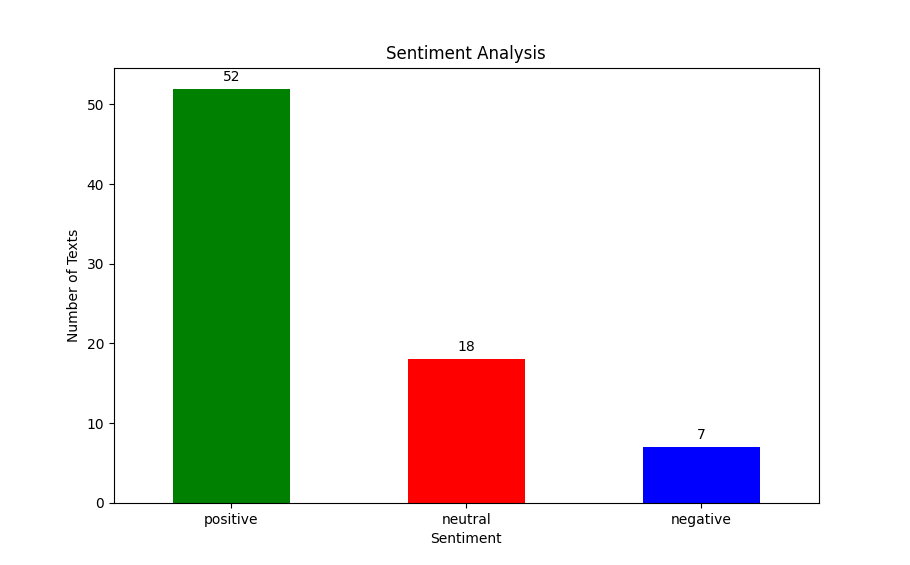 Sentiment Analysis
52
18
7
50
40
30
20
10
0
Number of Texts
positive
neutral
negative
Sentiment